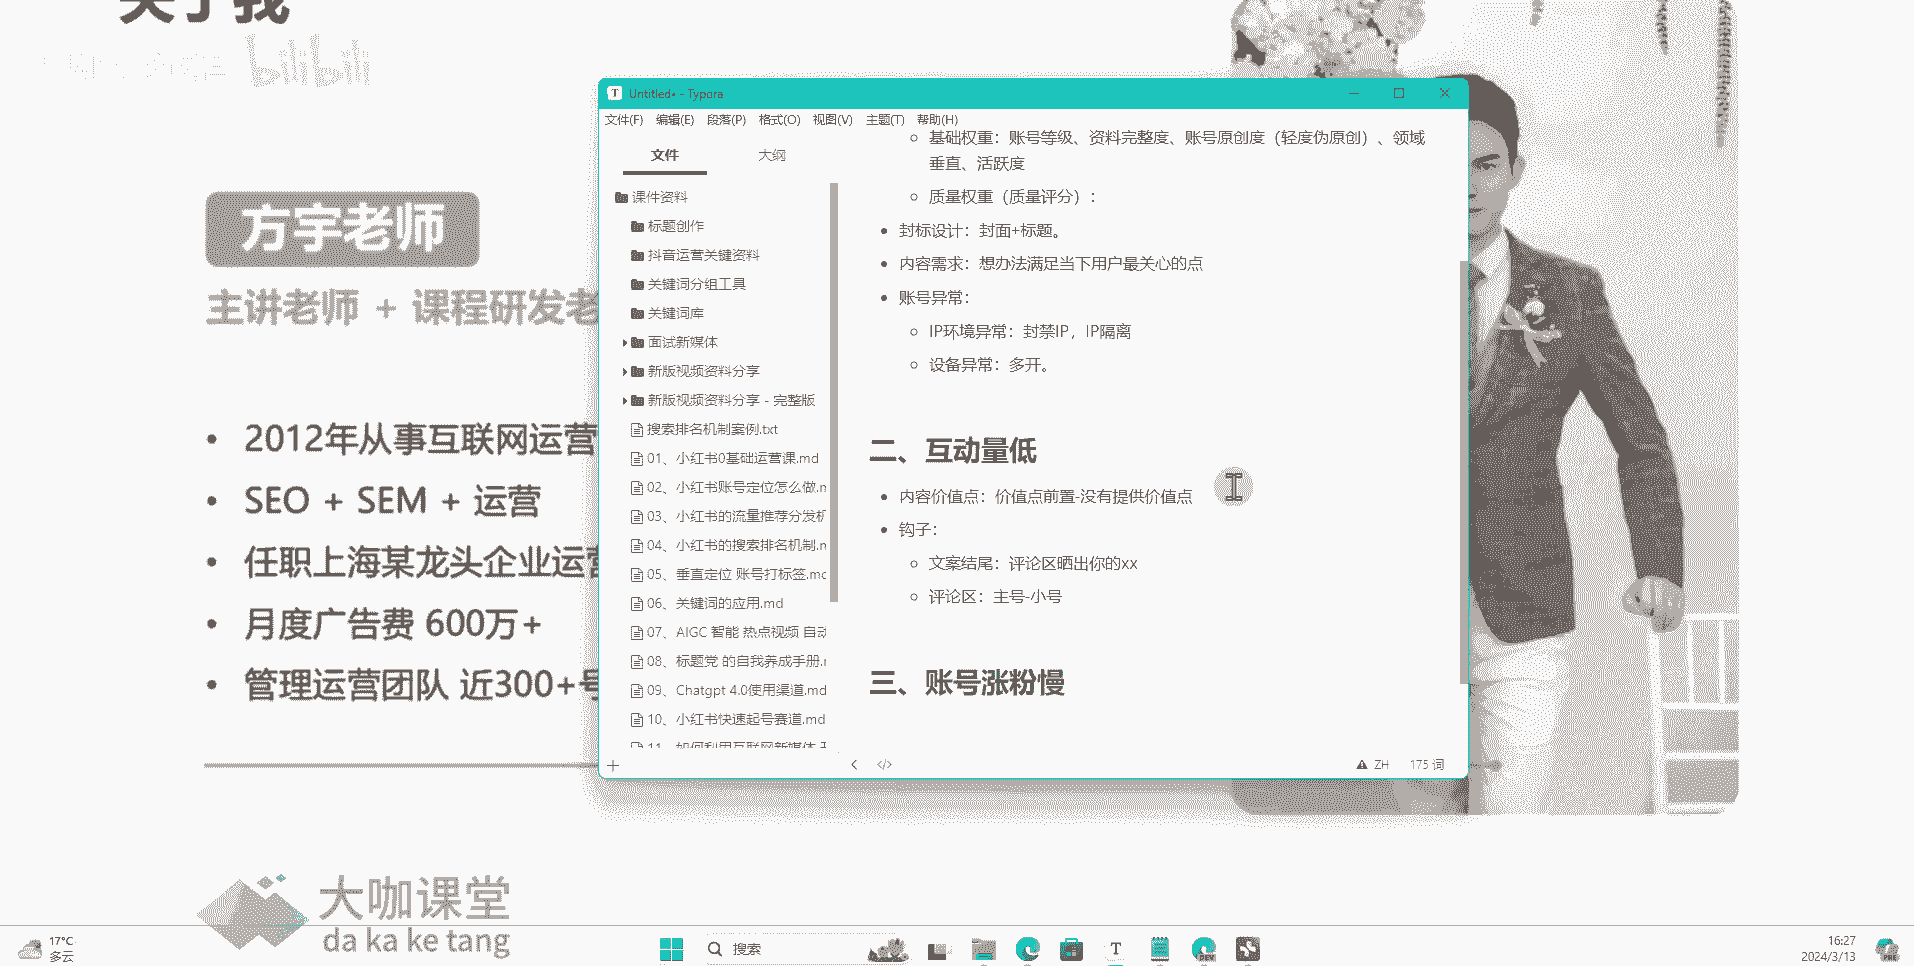 关于我
bilibili
方宇老师
主讲老师 + 课程研发老
2012年从事互联网运营
SEO + SEM + 运营
任职上海某龙头企业运营
月度广告费 600万+
管理运营团队 近300+号
大咖课堂
da ka ke tang
Untitled• - Typora
文件(F) 编辑(E) 段落(P) 格式(O) 视图(V) 主题(T) 帮助(H)
文件 大纲
课件资料
标题创作
抖音运营关键资料
关键词分组工具
关键词库
面试新媒体
新版视频资料分享
新版视频资料分享 - 完整版
搜索排名机制案例.txt
01、小红书0基础运营课.md
02、小红书账号定位怎么做.m
03、小红书的流量推荐分发机
04、小红书的搜索排名机制.m
05、垂直定位 账号打标签.md
06、关键词的应用.md
07、AIGC 智能 热点视频 自动
08、标题党 的自我养成手册.m
09、Chatgpt 4.0使用渠道.md
10、小红书快速起号赛道.md
11、如何利用互联网新媒体
基础权重：账号等级、资料完整度、账号原创度（轻度伪原创）、领域
垂直、活跃度
质量权重（质量评分）：
封标设计：封面+标题。
内容需求：想办法满足当下用户最关心的点
账号异常：
IP环境异常：封禁IP，IP隔离
设备异常：多开。
二、互动量低
内容价值点：价值点前置-没有提供价值点
钩子：
文案结尾：评论区晒出你的xx
评论区：主号-小号
三、账号涨粉慢
ZH 175 词
17°C
多云
搜索
T
DEV
16:27
2024/3/13
PRE